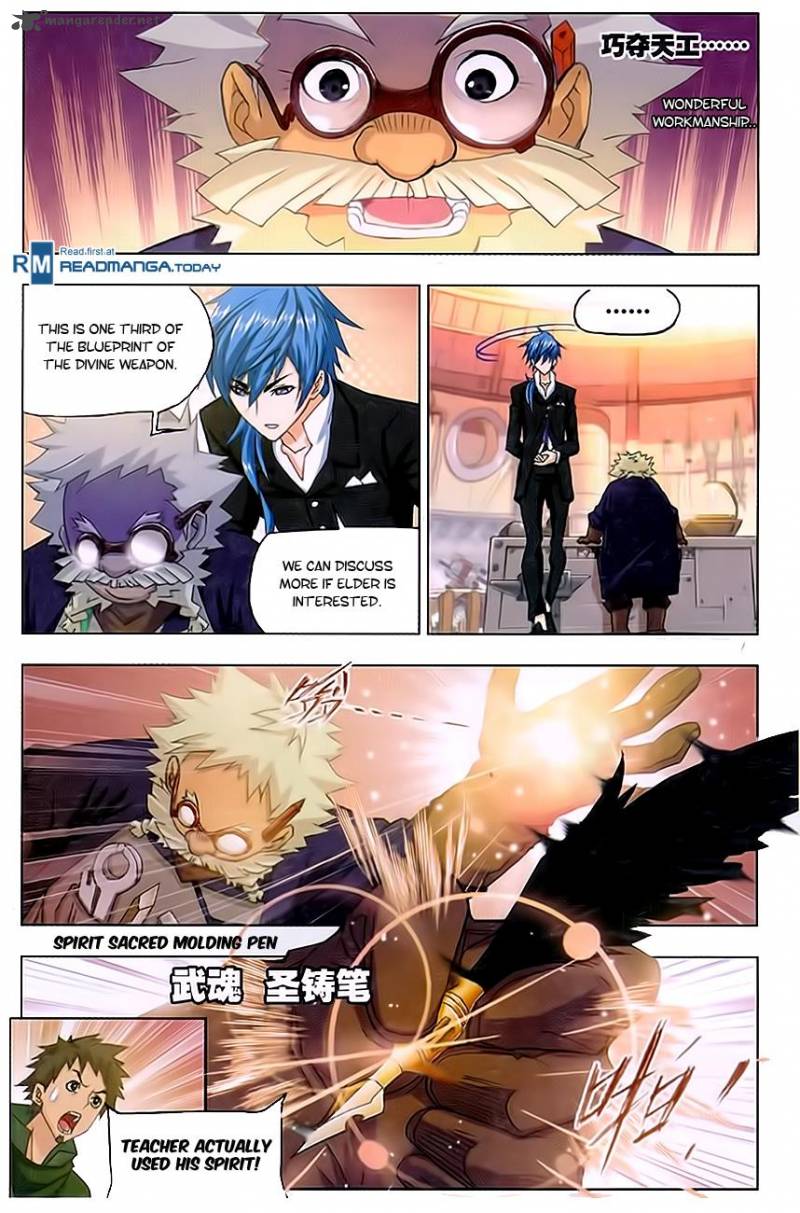 mangareader.net
巧夺天工……
WONDERFUL
WORKMANSHIP...
Read.first.at
RM READMANGA.TODAY
THIS IS ONE THIRD OF
THE BLUEPRINT OF
THE DIVINE WEAPON.
......
WE CAN DISCUSS
MORE IF ELDER IS
INTERESTED.
SPIRIT SACRED MOLDING PEN
武魂 圣铸笔
TEACHER ACTUALLY
USED HIS SPIRIT!